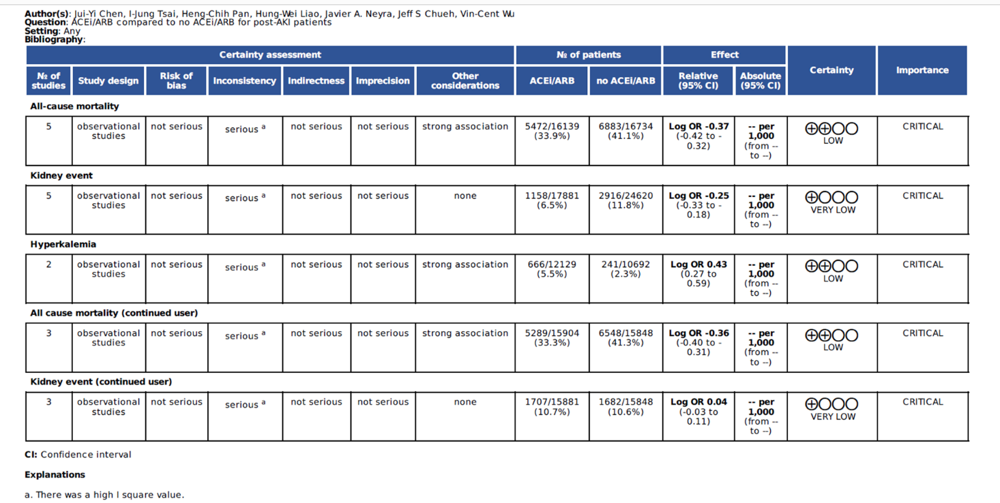 Author(s): Jui-Yi Chen, I-Jung Tsai, Heng-Chih Pan, Hung-Wei Liao, Javier A. Neyra, Jeff S Chueh, Vin-Cent Wu
Question: ACEi/ARB compared to no ACEi/ARB for post-AKI patients
Setting: Any
Bibliography:
Certainty assessment № of patients Effect Certainty Importance
№ of studies Study design Risk of bias Inconsistency Indirectness Imprecision Other considerations ACEi/ARB no ACEi/ARB Relative (95% CI) Absolute (95% CI)
All-cause mortality
5 observational studies not serious serious a not serious not serious strong association 5472/16139 (33.9%) 6883/16734 (41.1%) Log OR -0.37 (-0.42 to -0.32) -- per 1,000 (from -- to --) ⨁⨁◯◯ LOW CRITICAL
Kidney event
5 observational studies not serious serious a not serious not serious none 1158/17881 (6.5%) 2916/24620 (11.8%) Log OR -0.25 (-0.33 to -0.18) -- per 1,000 (from -- to --) ⨁◯◯◯ VERY LOW CRITICAL
Hyperkalemia
2 observational studies not serious serious a not serious not serious strong association 666/12129 (5.5%) 241/10692 (2.3%) Log OR 0.43 (0.27 to 0.59) -- per 1,000 (from -- to --) ⨁⨁◯◯ LOW CRITICAL
All cause mortality (continued user)
3 observational studies not serious serious a not serious not serious strong association 5289/15904 (33.3%) 6548/15848 (41.3%) Log OR -0.36 (-0.40 to -0.31) -- per 1,000 (from -- to --) ⨁⨁◯◯ LOW CRITICAL
Kidney event (continued user)
3 observational studies not serious serious a not serious not serious none 1707/15881 (10.7%) 1682/15848 (10.6%) Log OR 0.04 (-0.03 to 0.11) -- per 1,000 (from -- to --) ⨁◯◯◯ VERY LOW CRITICAL
CI: Confidence interval
Explanations
a. There was a high I square value.